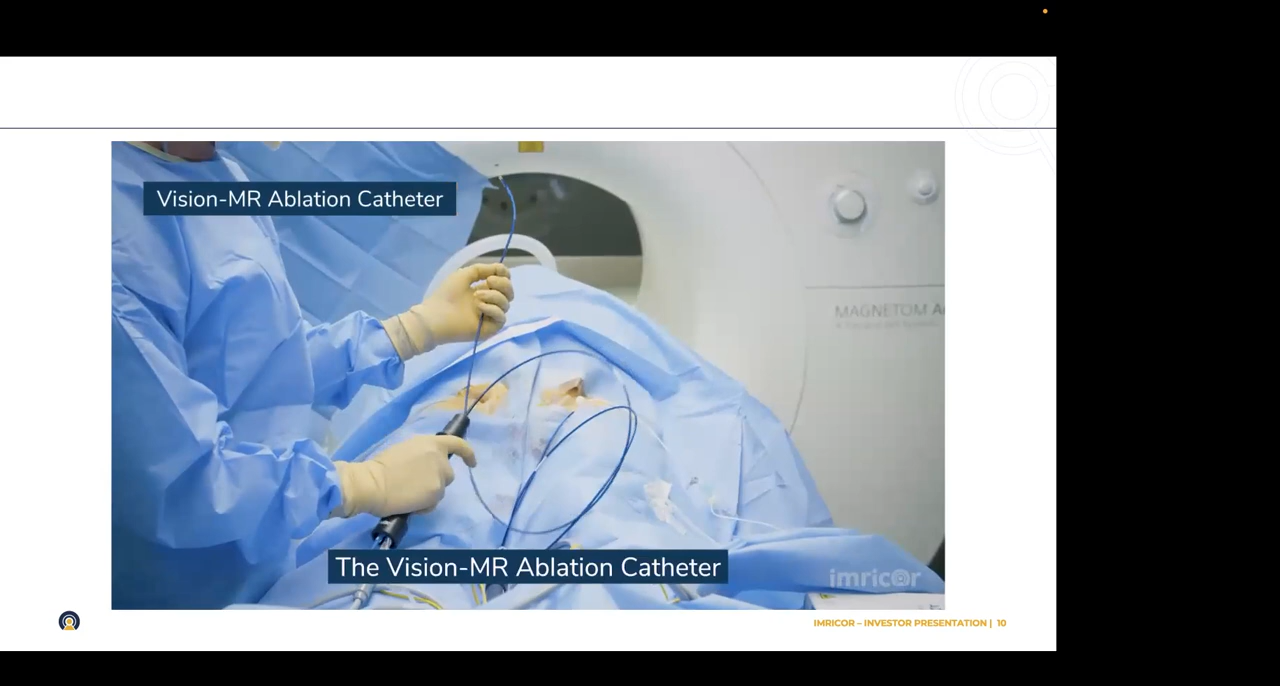 Vision-MR Ablation Catheter
MAGNETOM
The Vision-MR Ablation Catheter
imricor
IMRICOR – INVESTOR PRESENTATION | 10